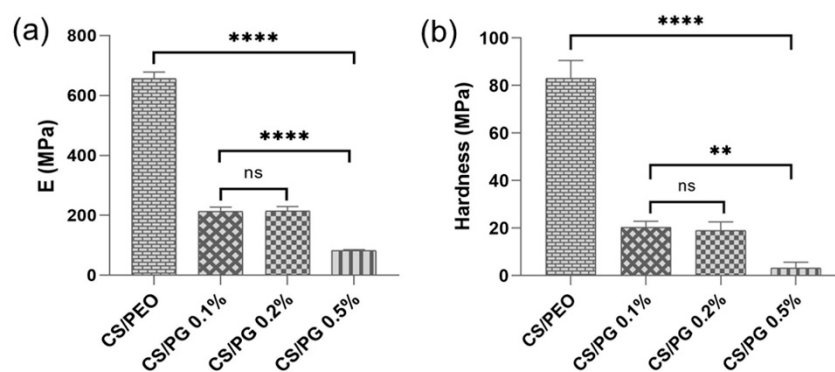 (a)
E (MPa)
800
600
400
200
0
****
****
ns
CS/PEO
CS/PG 0.1%
CS/PG 0.2%
CS/PG 0.5%
(b)
Hardness (MPa)
100
80
60
40
20
0
****
**
ns
CS/PEO
CS/PG 0.1%
CS/PG 0.2%
CS/PG 0.5%